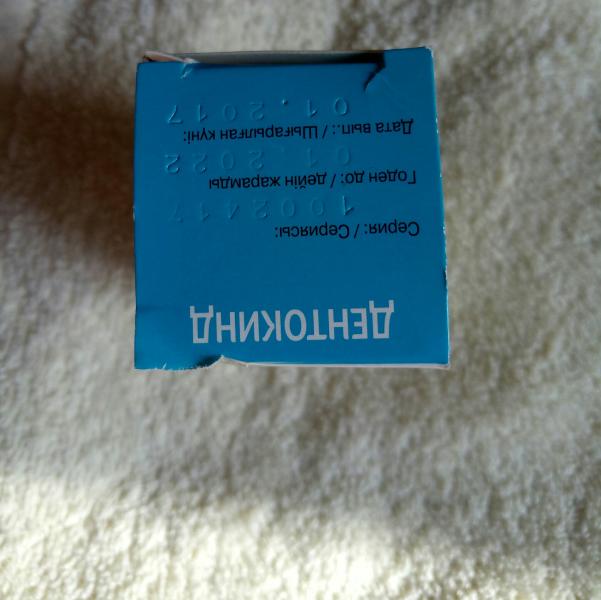 ДЕНТОКИНД
Серия: / Сериясы:
1002417
Годен до: / дейін жарамды
01.2022
Дата вып.: / Шығарылған күні:
01.2017